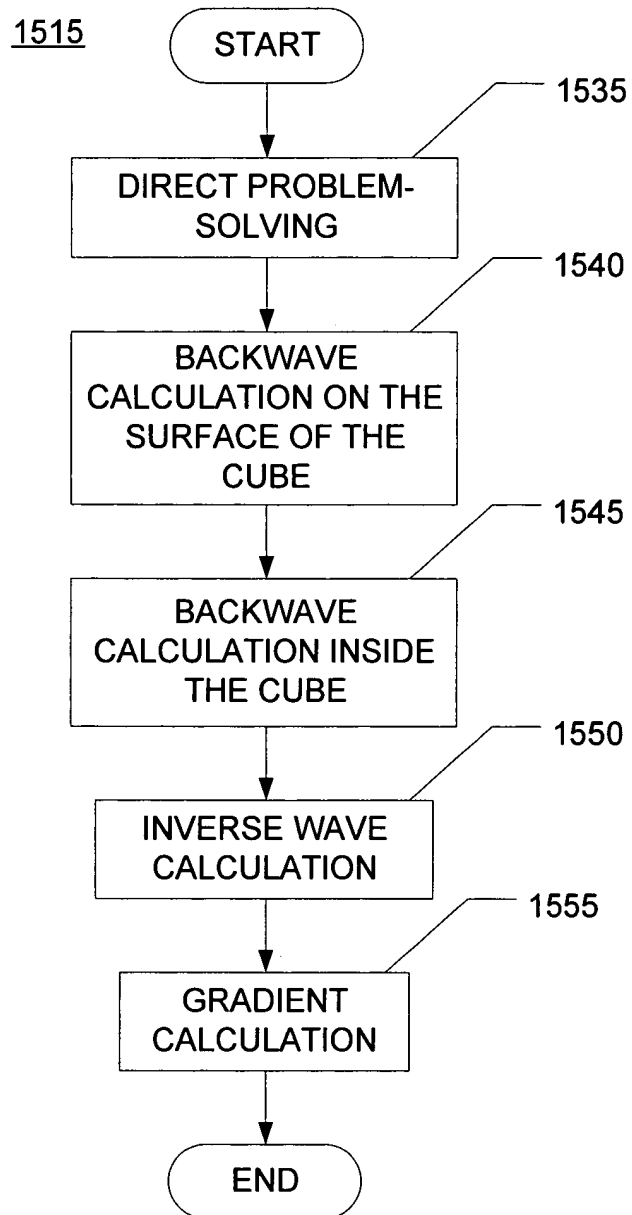 1515
START
1535
DIRECT PROBLEM-
SOLVING
1540
BACKWAVE
CALCULATION ON THE
SURFACE OF THE
CUBE
1545
BACKWAVE
CALCULATION INSIDE
THE CUBE
1550
INVERSE WAVE
CALCULATION
1555
GRADIENT
CALCULATION
END